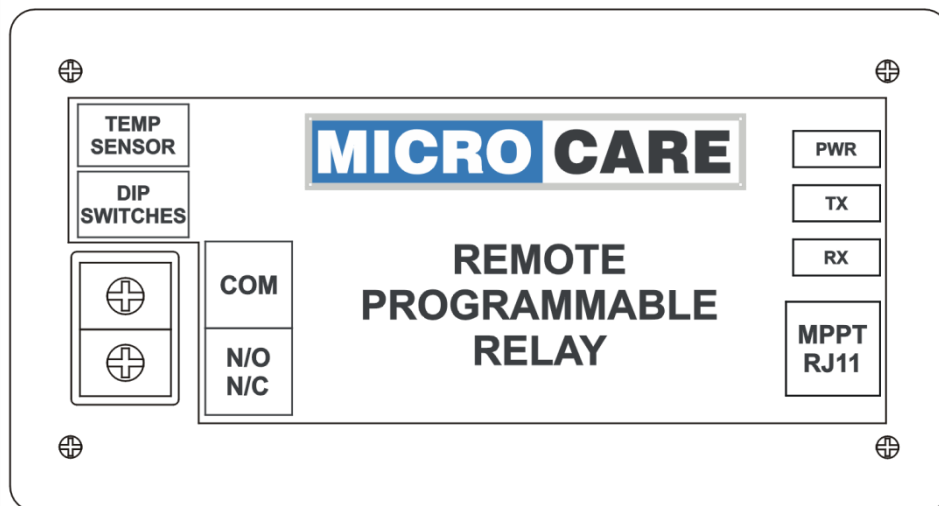 TEMP
SENSOR
DIP
SWITCHES
COM
N/O
N/C
MICRO CARE
REMOTE
PROGRAMMABLE
RELAY
PWR
TX
RX
MPPT
RJ11